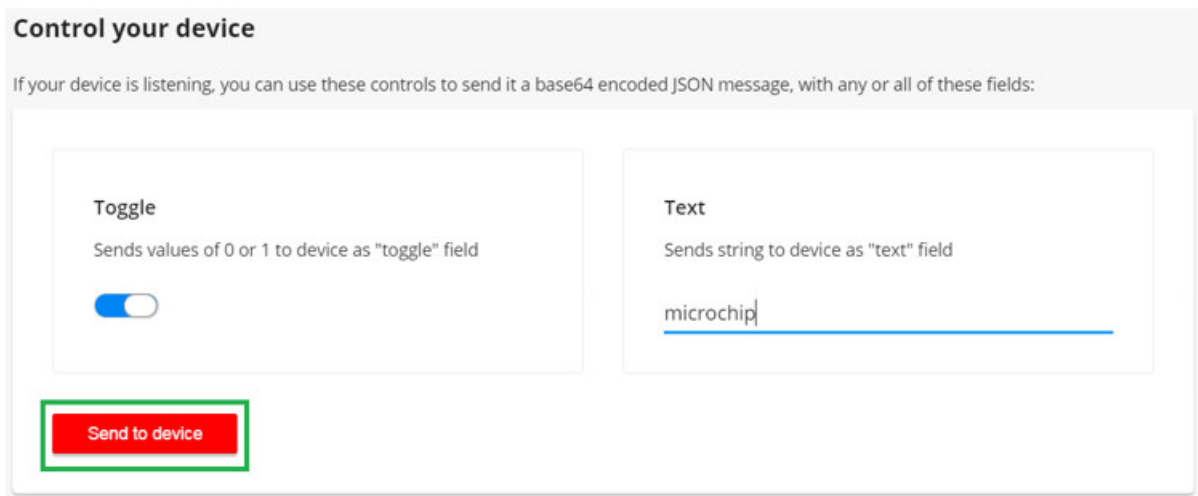 Control your device
If your device is listening, you can use these controls to send it a base64 encoded JSON message, with any or all of these fields:
Toggle
Sends values of 0 or 1 to device as "toggle" field
Text
Sends string to device as "text" field
microchip
Send to device